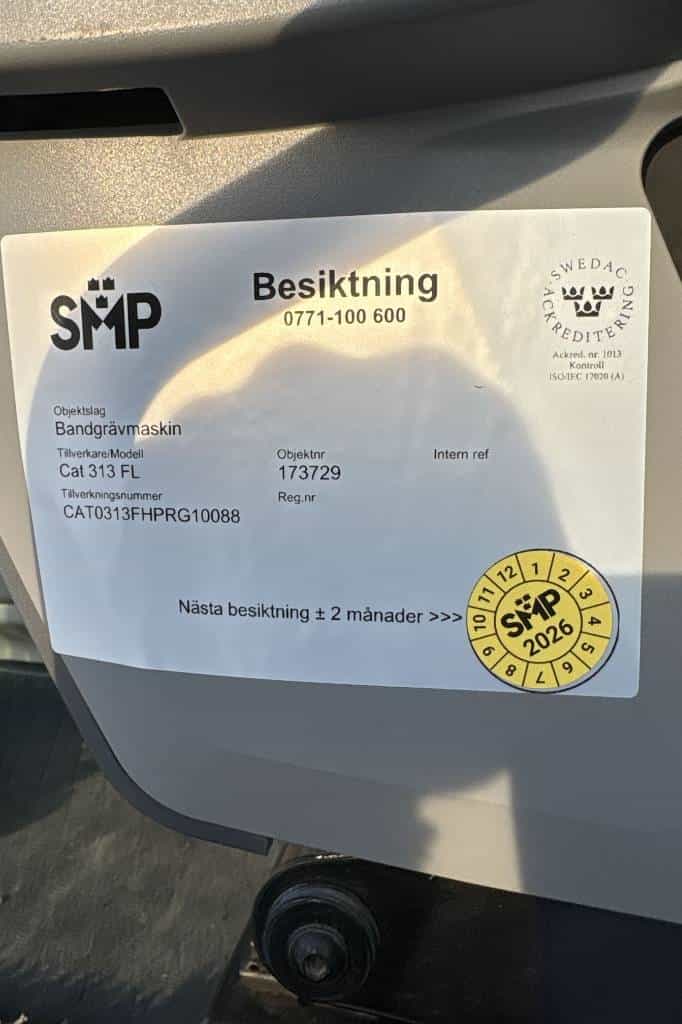 SMP
Besiktning
0771-100 600
SWEDAC ACKREDITERING
Ackred. nr. 1013
Kontroll
ISO/IEC 17020 (A)
Objektslag
Bandgrävmaskin
Tillverkare/Modell
Cat 313 FL
Objektnr
173729
Intern ref
Tillverkningsnummer
CAT0313FHPRG10088
Reg.nr
Nästa besiktning ± 2 månader >>>
1 2 3 4 5 6 7 8 9 10 11 12
SMP
2026